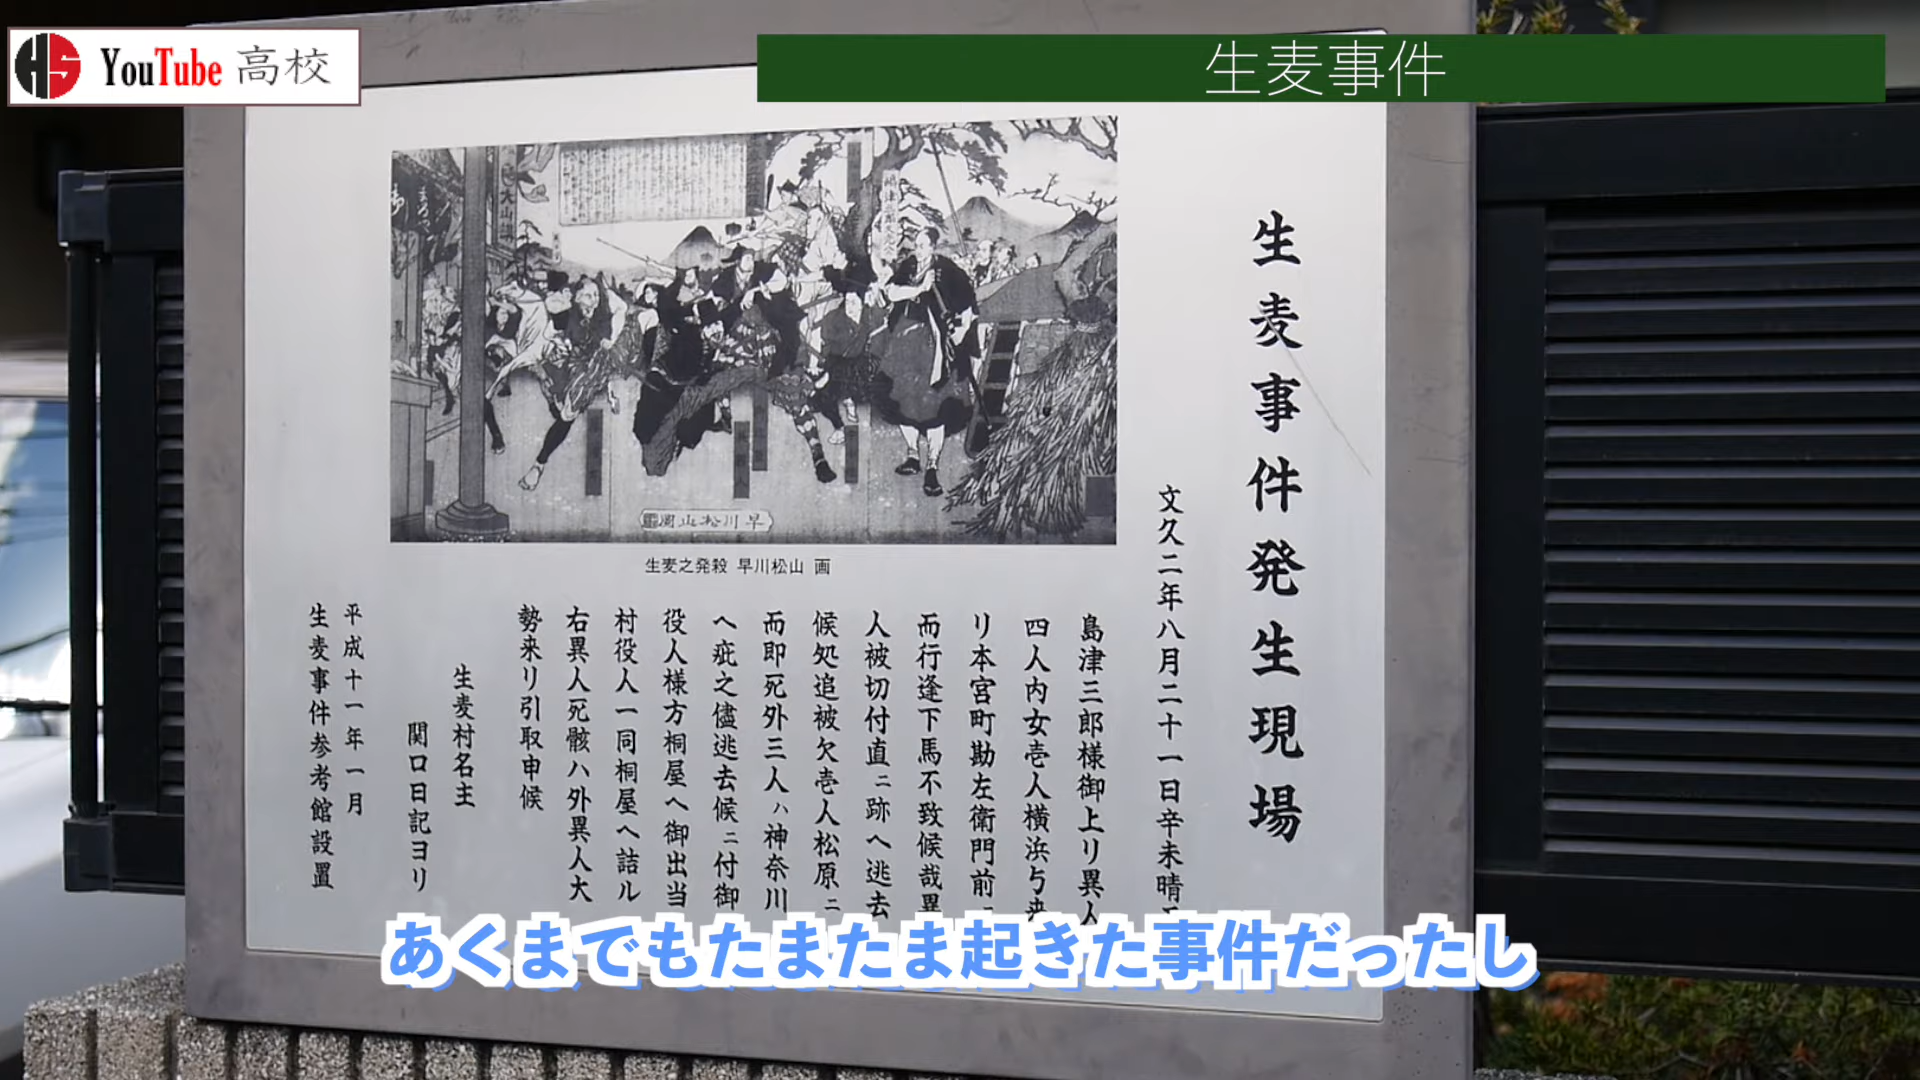 HS YouTube 高校
生麦事件
生麦事件発生現場
文久二年八月二十一日辛未晴
島津三郎様御上リ異人
四人内女壱人横浜ゟ来
リ本宮町勘左衛門前
而行逢下馬不致候哉異
人被切付直ニ跡へ逃去
候処追被欠壱人松原ニ
而即死外三人ハ神奈川
へ疵之儘逃去候ニ付御
役人様方桐屋へ御出当
村役人一同桐屋へ詰ル
右異人死骸ハ外異人大
勢来リ引取申候
生麦村名主
関口日記ヨリ
平成十一年一月
生麦事件参考館設置
早川松山画
生麦之発殺 早川松山 画
あくまでもたまたま起きた事件だったし